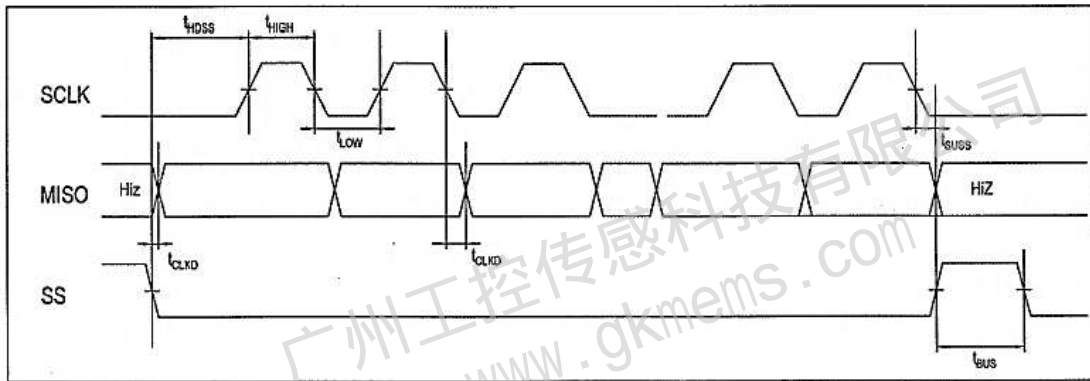 tHDSS tHIGH
SCLK
tLOW
tSUSS
MISO
Hiz
HiZ
tCLKD
tCLKD
SS
tBUS
广州工控传感科技有限公司
www.gkmems.com